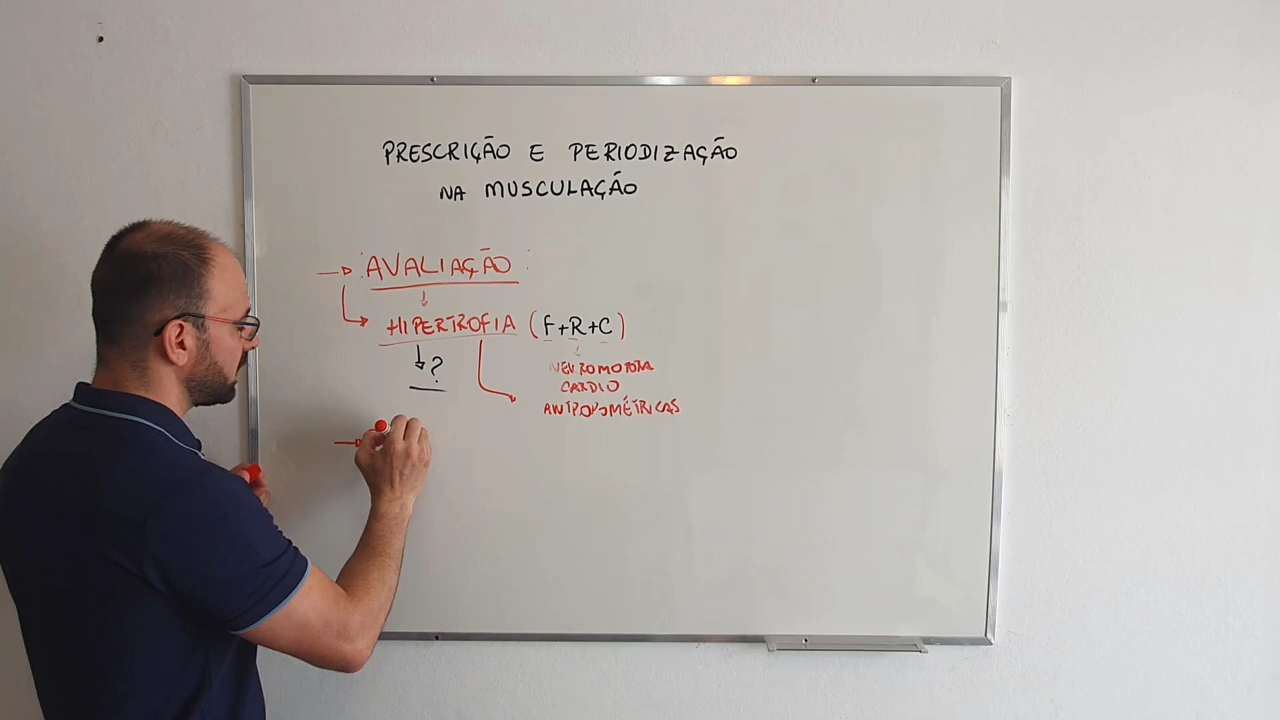 PRESCRIÇÃO E PERIODIZAÇÃO
NA MUSCULAÇÃO
AVALIAÇÃO
HIPERTROFIA (F+R+C)
?
NEUROMOTORA
CARDIO
ANTROPOMÉTRICAS